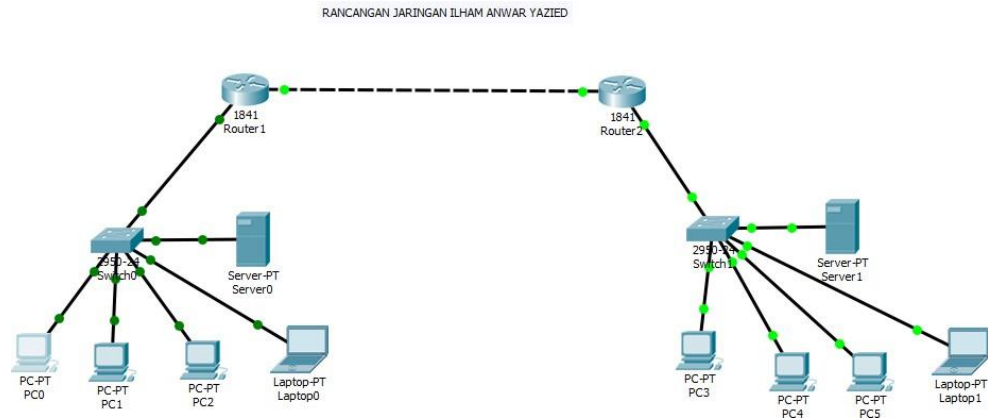 RANCANGAN JARINGAN ILHAM ANWAR YAZIED
1841
Router1
1841
Router2
2950-24
Switch0
Server-PT
Server0
2950-24
Switch1
Server-PT
Server1
PC-PT
PC0
PC-PT
PC1
PC-PT
PC2
Laptop-PT
Laptop0
PC-PT
PC3
PC-PT
PC4
PC-PT
PC5
Laptop-PT
Laptop1